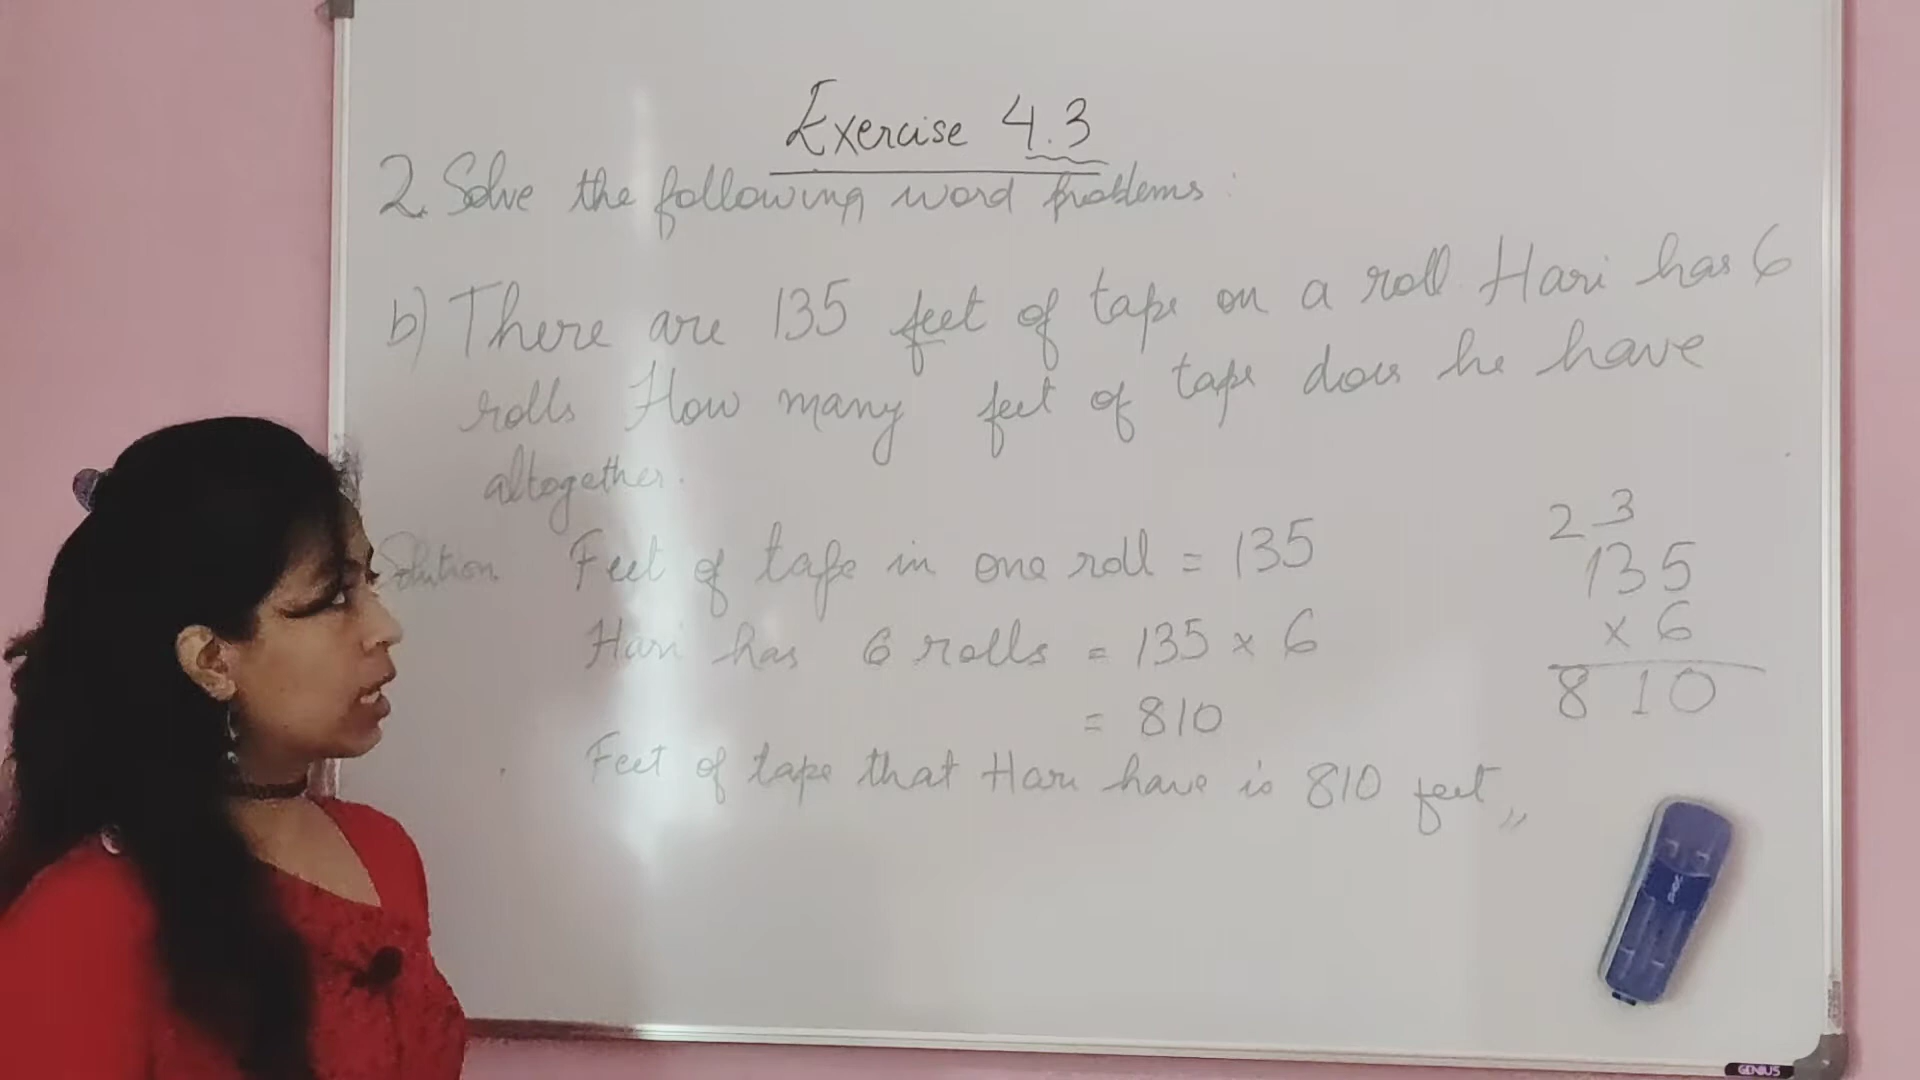 Exercise 4.3
2. Solve the following word problems:
b) There are 135 feet of tape on a roll. Hari has 6
rolls How many feet of tape does he have
altogether.
Solution Feet of tape in one roll = 135
Hari has 6 rolls = 135 × 6
= 810
Feet of tape that Hari have is 810 feet,,
2 3
135
× 6
810
GENIUS